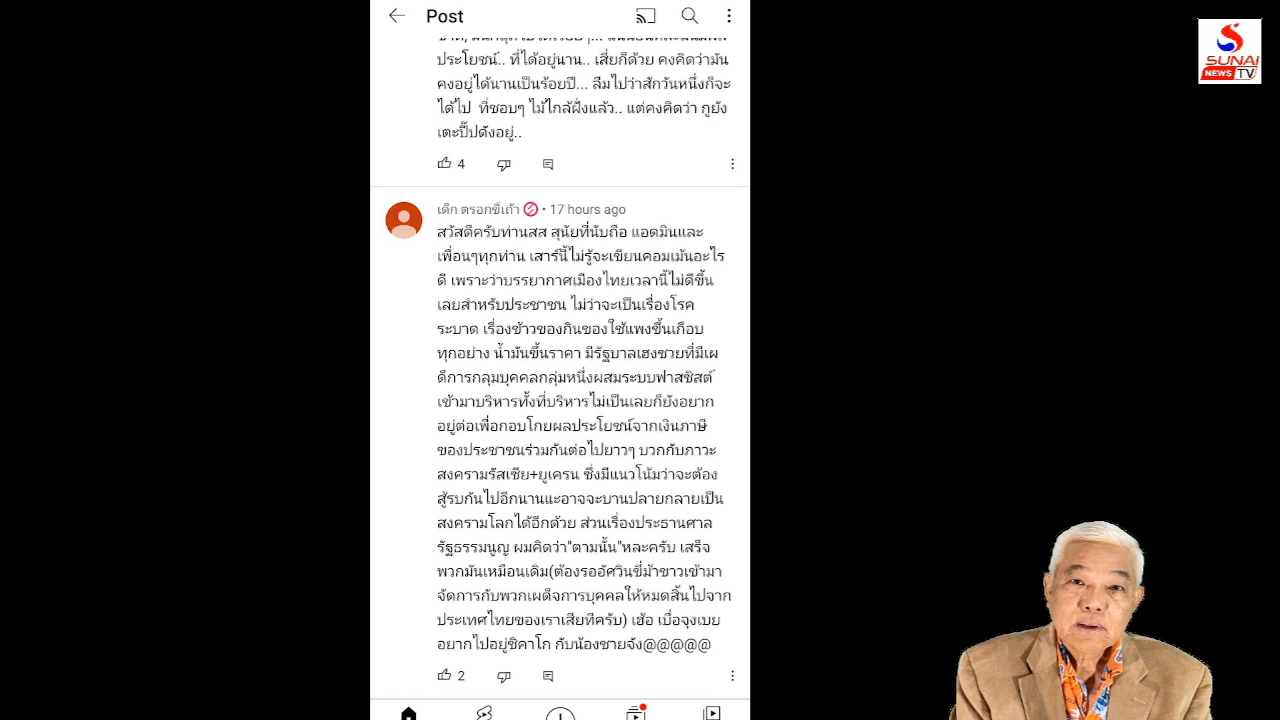 Post
ประโยชน์.. ที่ได้อยู่นาน.. เสี่ยก็ด้วย คงคิดว่ามัน
คงอยู่ได้นานเป็นร้อยปี... ลืมไปว่าสักวันหนึ่งก็จะ
ได้ไป ที่ชอบๆ ไม้ไกล้ฝั่งแล้ว.. แต่คงคิดว่า กูยัง
เตะปี๊ปดังอยู่..
4
เด็ก ตรอกขี้เถ้า • 17 hours ago
สวัสดีครับท่านสส สุนัยที่นับถือ แอดมินและ
เพื่อนๆทุกท่าน เสาร์นี้ไม่รู้จะเขียนคอมเม้นอะไร
ดี เพราะว่าบรรยากาศเมืองไทยเวลานี้ไม่ดีขึ้น
เลยสำหรับประชาชน ไม่ว่าจะเป็นเรื่องโรค
ระบาด เรื่องข้าวของกินของใช้แพงขึ้นเกือบ
ทุกอย่าง น้ำมันขึ้นราคา มีรัฐบาลเฮงซวยที่มีเผ
ด็การกลุมบุคคลกลุ่มหนึ่งผสมระบบฟาสซิสต์
เข้ามาบริหารทั้งที่บริหารไม่เป็นเลยก็ยังอยาก
อยู่ต่อเพื่อกอบโกยผลประโยชน์จากเงินภาษี
ของประชาชนร่วมกันต่อไปยาวๆ บวกกับภาวะ
สงครามรัสเซีย+ยูเครน ซึ่งมีแนวโน้มว่าจะต้อง
สู้รบกันไปอีกนานแะอาจจะบานปลายกลายเป็น
สงครามโลกได้อีกด้วย ส่วนเรื่องประธานศาล
รัฐธรรมนูญ ผมคิดว่า"ตามนั้น"หละครับ เสร็จ
พวกมันเหมือนเดิม(ต้องรออัศวินขี่ม้าขาวเข้ามา
จัดการกับพวกเผด็จการบุคคลให้หมดสิ้นไปจาก
ประเทศไทยของเราเสียทีครับ) เฮ้อ เบื่อจุงเบย
อยากไปอยู่ชิคาโก กับน้องชายจัง@@@@@
2
SUNAI
NEWS TV